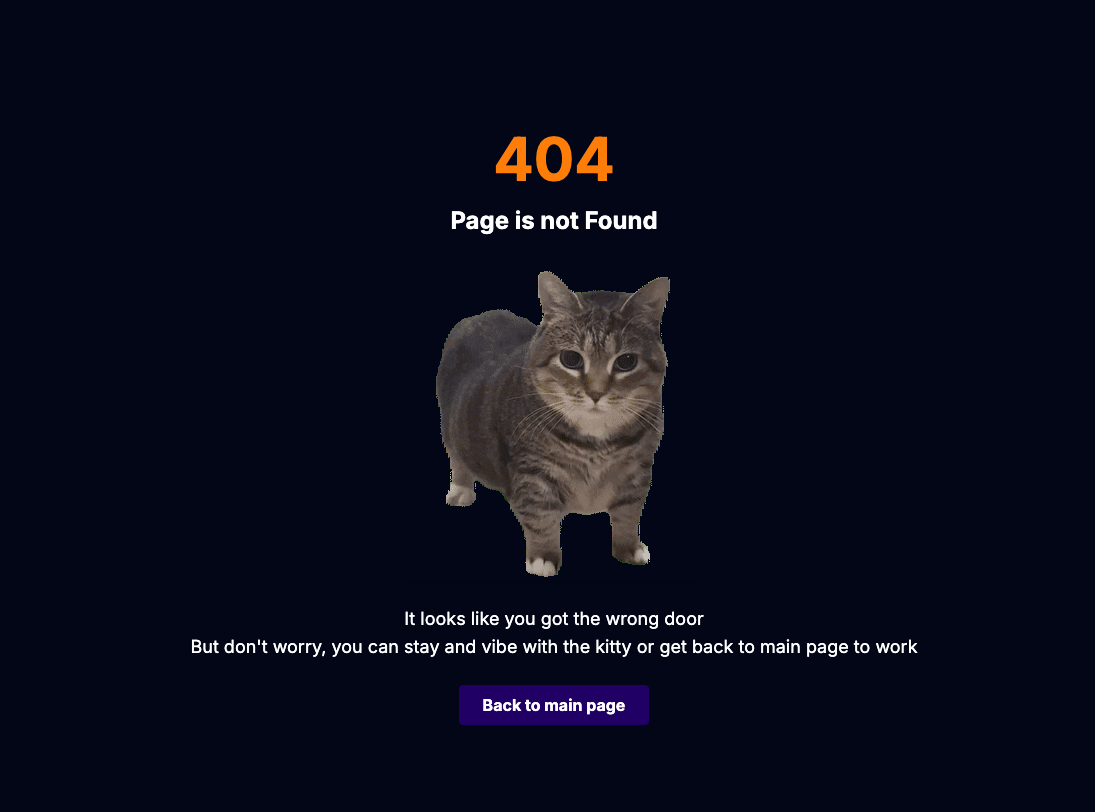 404
Page is not Found
It looks like you got the wrong door
But don't worry, you can stay and vibe with the kitty or get back to main page to work
Back to main page